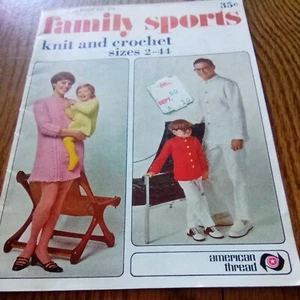 35¢
family sports
knit and crochet
sizes 2-44
american
thread